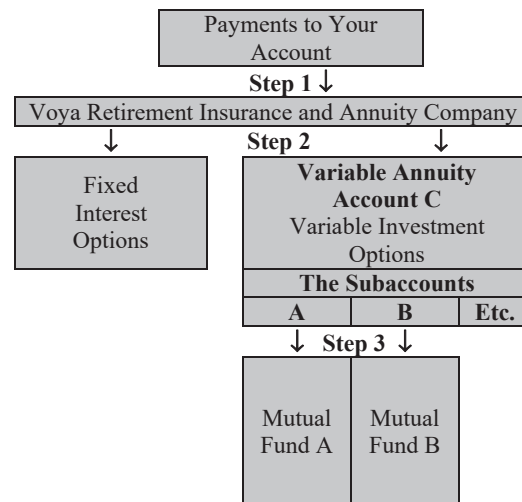 Payments to Your
Account
Step 1 ↓
Voya Retirement Insurance and Annuity Company
↓ Step 2 ↓
Fixed
Interest
Options
Variable Annuity
Account C
Variable Investment
Options
The Subaccounts
A B Etc.
↓ Step 3 ↓
Mutual
Fund A
Mutual
Fund B